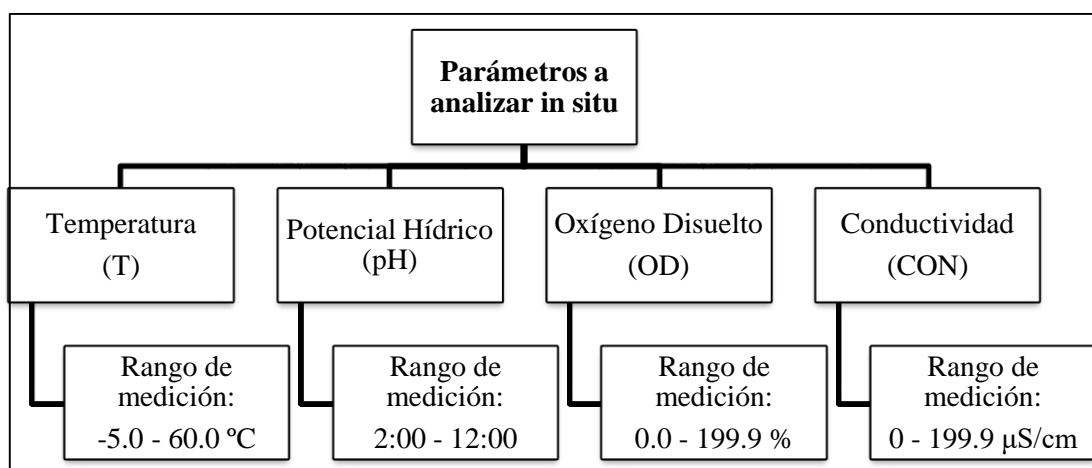 Parámetros a
analizar in situ
Temperatura
(T)
Potencial Hídrico
(pH)
Oxígeno Disuelto
(OD)
Conductividad
(CON)
Rango de
medición:
-5.0 - 60.0 ºC
Rango de
medición:
2:00 - 12:00
Rango de
medición:
0.0 - 199.9 %
Rango de
medición:
0 - 199.9 µS/cm